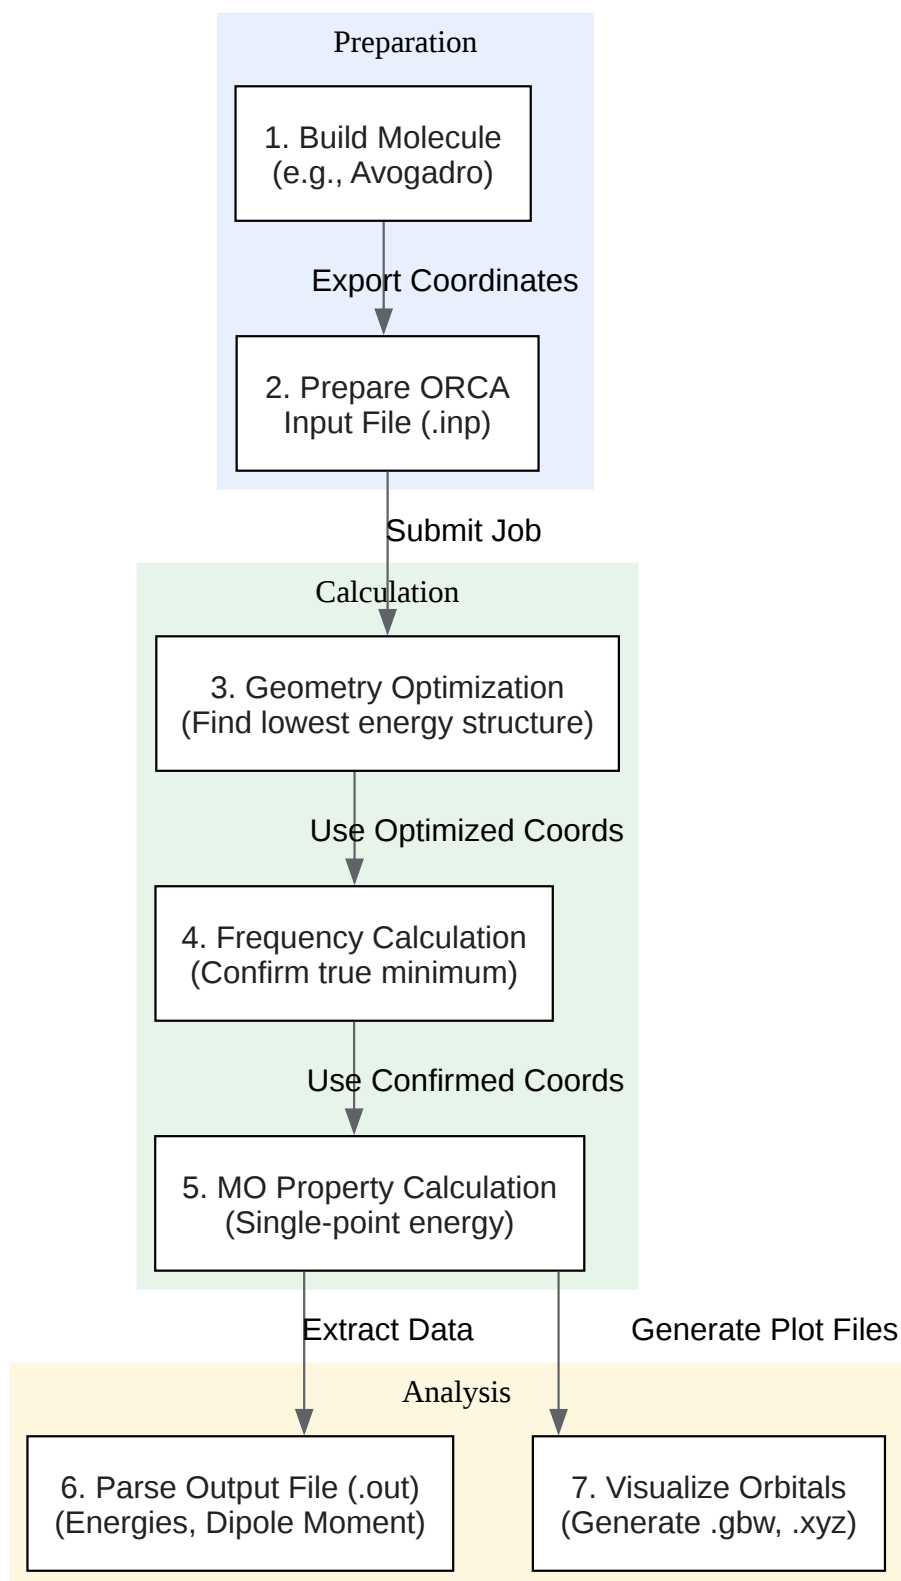 Preparation
1. Build Molecule
(e.g., Avogadro)
Export Coordinates
2. Prepare ORCA
Input File (.inp)
Submit Job
Calculation
3. Geometry Optimization
(Find lowest energy structure)
Use Optimized Coords
4. Frequency Calculation
(Confirm true minimum)
Use Confirmed Coords
5. MO Property Calculation
(Single-point energy)
Extract Data
Generate Plot Files
Analysis
6. Parse Output File (.out)
(Energies, Dipole Moment)
7. Visualize Orbitals
(Generate .gbw, .xyz)